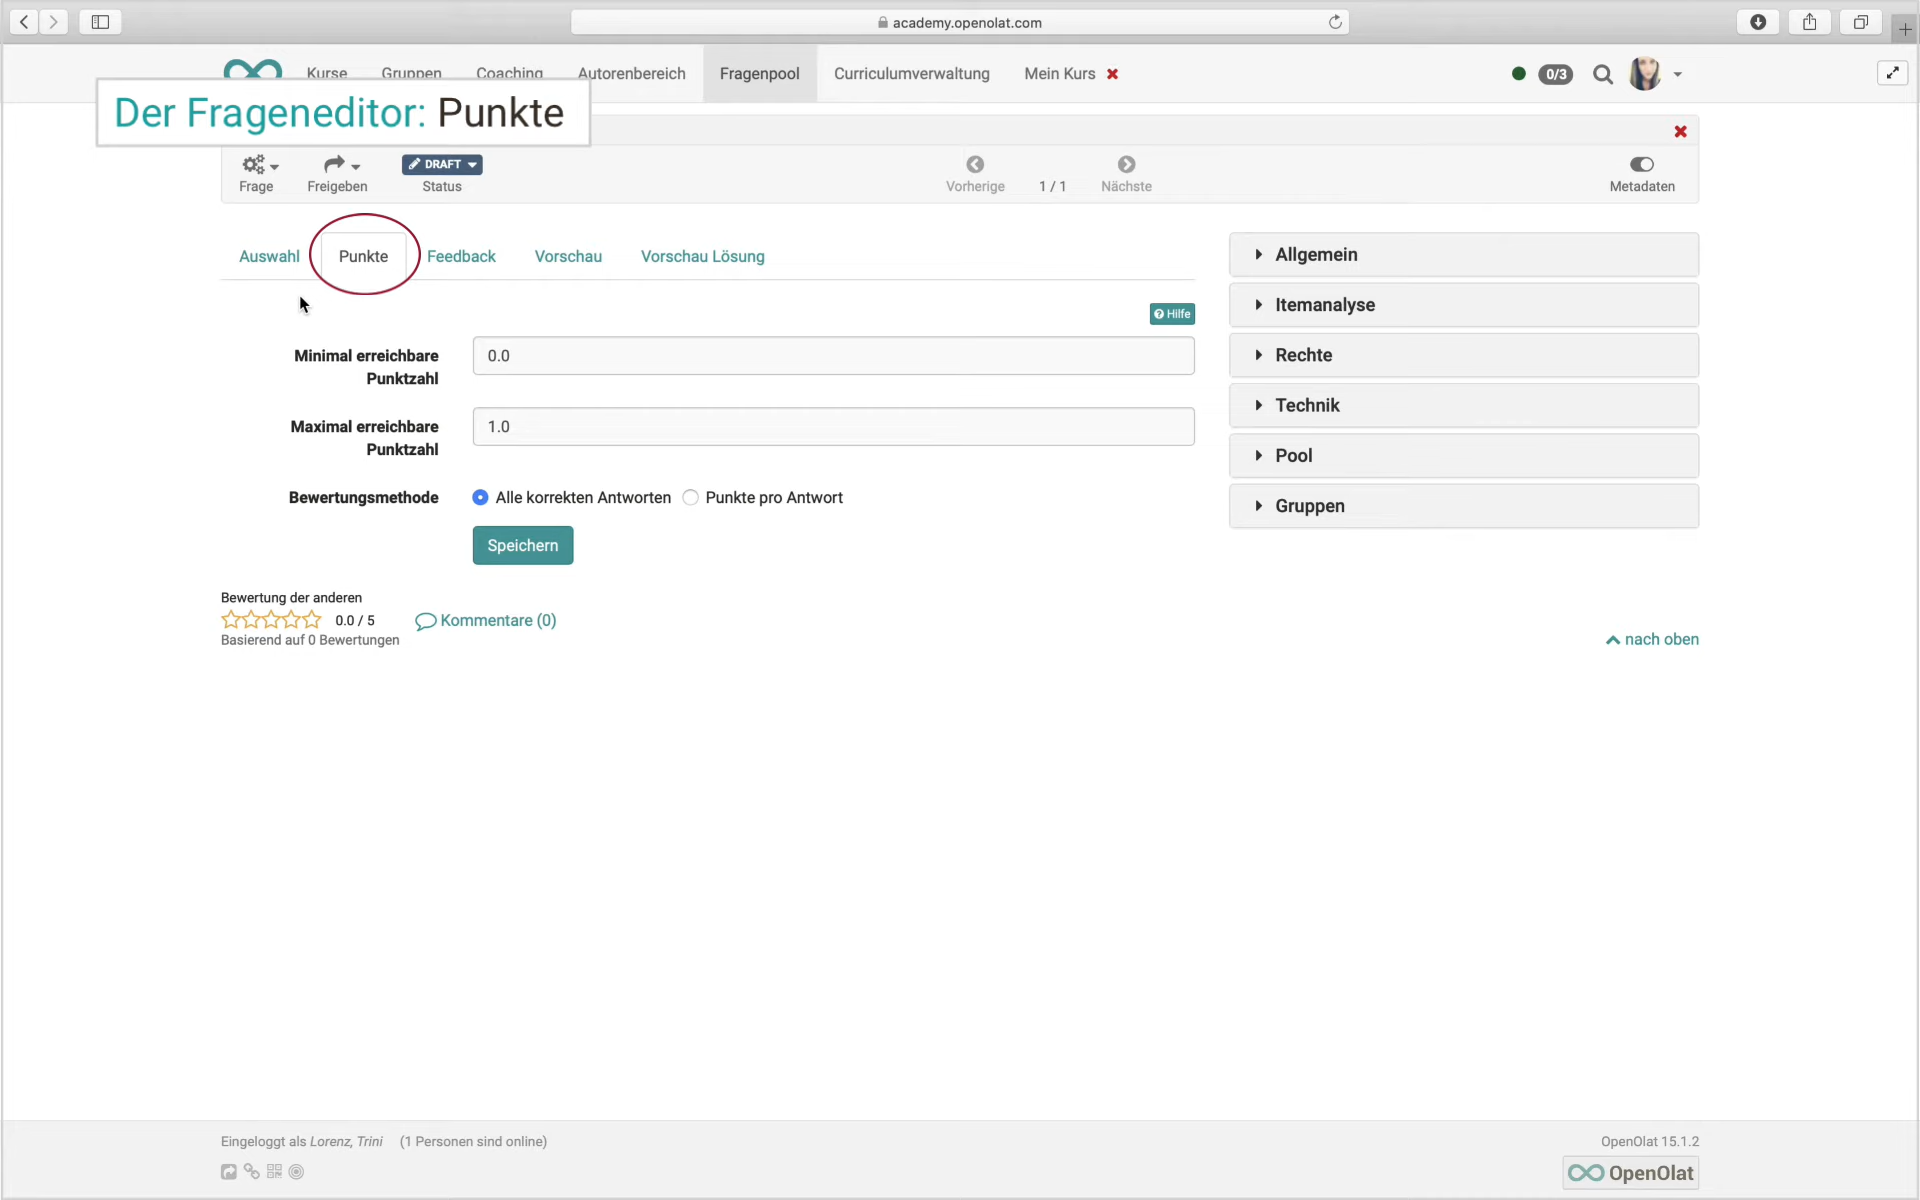 academy.openolat.com
Kurse Gruppen Coaching Autorenbereich Fragenpool Curriculumverwaltung Mein Kurs 0/3
Der Frageneditor: Punkte
Frage Freigeben DRAFT Status Vorherige 1 / 1 Nächste Metadaten
Auswahl Punkte Feedback Vorschau Vorschau Lösung
Hilfe
Minimal erreichbare
Punktzahl
0.0
Maximal erreichbare
Punktzahl
1.0
Bewertungsmethode Alle korrekten Antworten Punkte pro Antwort
Speichern
Allgemein
Itemanalyse
Rechte
Technik
Pool
Gruppen
Bewertung der anderen
0.0 / 5 Kommentare (0)
Basierend auf 0 Bewertungen
nach oben
Eingeloggt als Lorenz, Trini (1 Personen sind online)
OpenOlat 15.1.2
OpenOlat